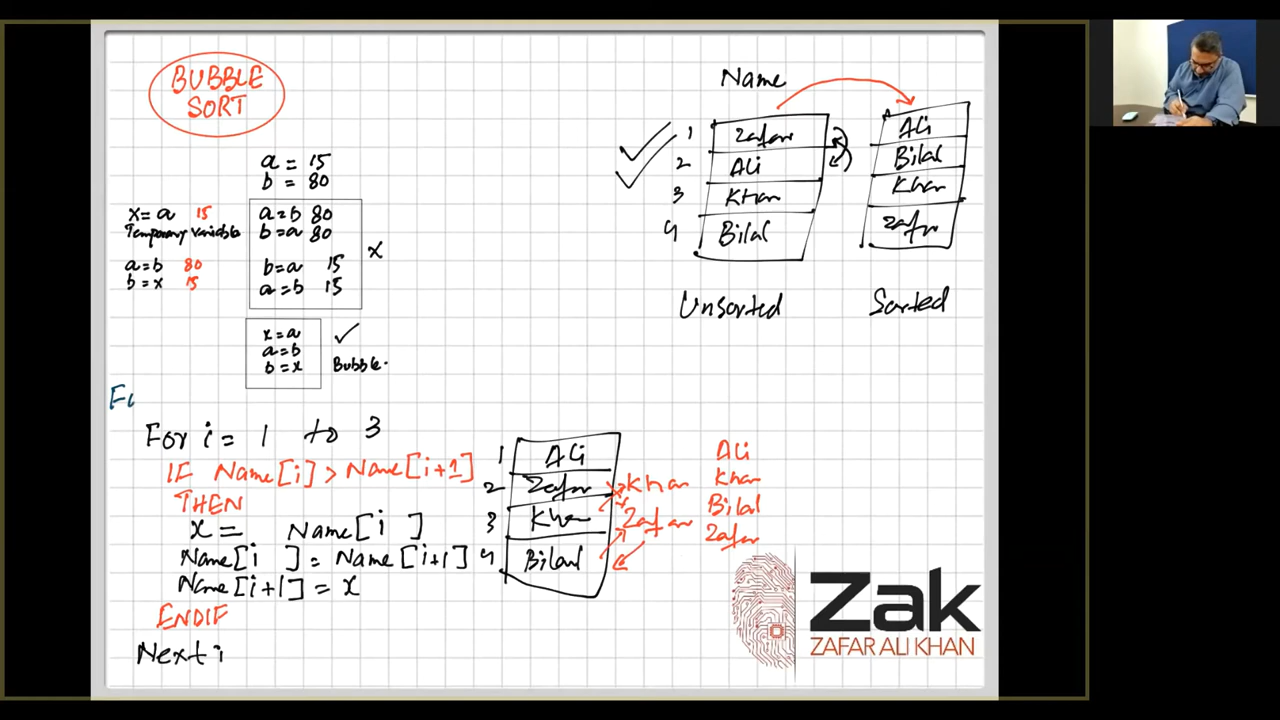 BUBBLE
SORT
a = 15
b = 80
x = a 15
Temporary variable
a = b 80
b = x 15
a = b 80
b = a 80
b = a 15
a = b 15
x
x = a
a = b
b = x
Bubble.
Name
1 Zafar
2 Ali
3 Khan
4 Bilal
Unsorted
Ali
Bilal
Khan
Zafar
Sorted
Fo
For i = 1 to 3
IF Name[i] > Name[i+1]
THEN
x = Name[i]
Name[i] = Name[i+1]
Name[i+1] = x
ENDIF
Next i
1 Ali
2 Zafar Khan
3 Khan Zafar
4 Bilal
Ali
Khan
Bilal
Zafar
Zak
ZAFAR ALI KHAN